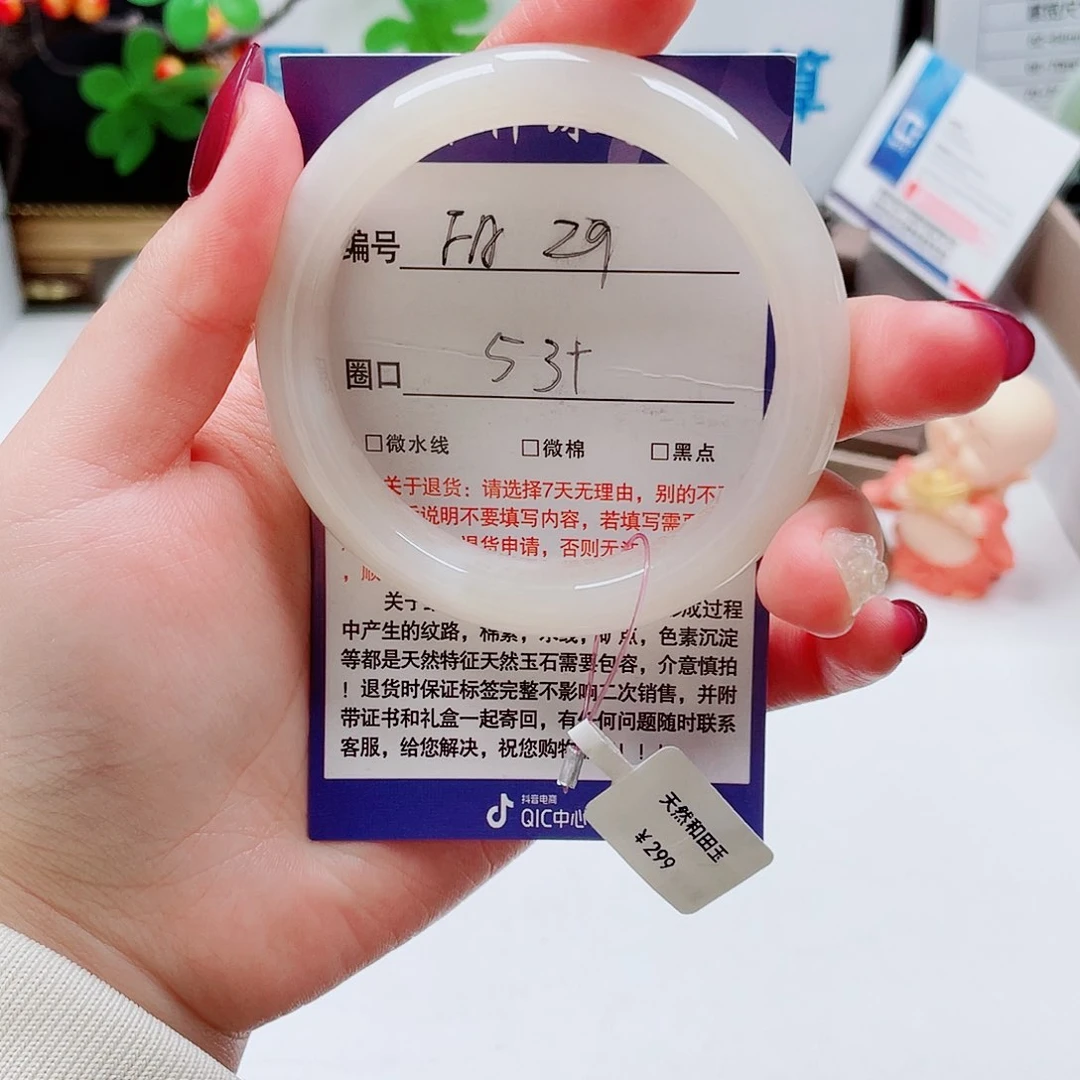 编号 FA 29
圈口 53+
□微水线 □微棉 □黑点
关于退货：请选择7天无理由，别的不
说明不要填写内容，若填写需
退货申请，否则无
，顺
关于
成过程
中产生的纹路，棉絮，水线，矿点，色素沉淀
等都是天然特征天然玉石需要包容，介意慎拍
！退货时保证标签完整不影响二次销售，并附
带证书和礼盒一起寄回，有任何问题随时联系
客服，给您解决，祝您购物
抖音电商
QIC中心
天然和田玉
￥299